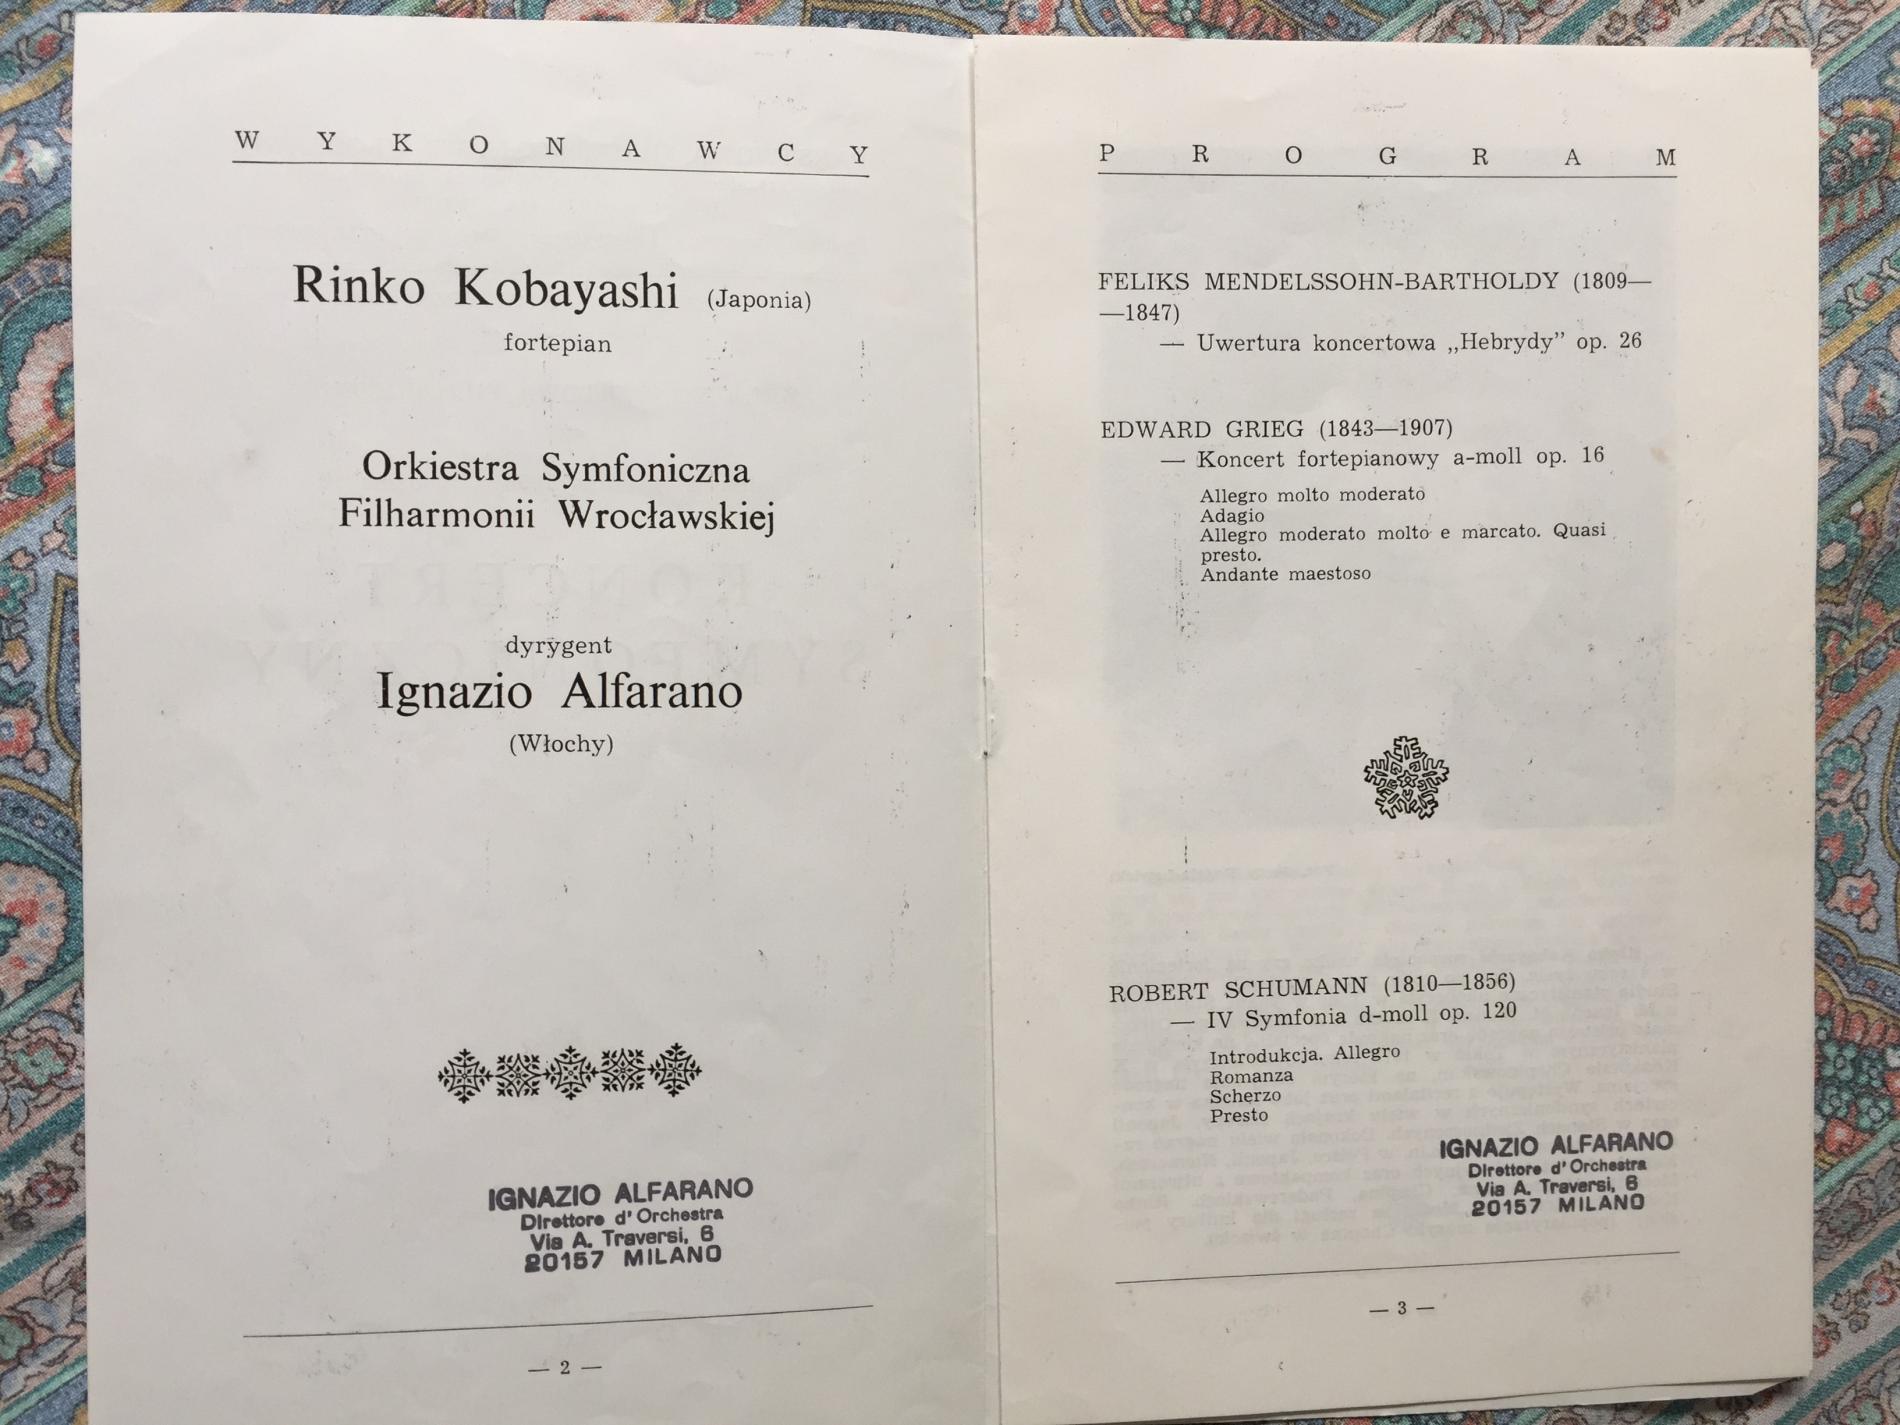 WYKONAWCY
Rinko Kobayashi (Japonia)
fortepian
Orkiestra Symfoniczna
Filharmonii Wrocławskiej
dyrygent
Ignazio Alfarano
(Włochy)
IGNAZIO ALFARANO
Direttore d' Orchestra
Via A. Traversi, 6
20157 MILANO
— 2 —
PROGRAM
FELIKS MENDELSSOHN-BARTHOLDY (1809—
—1847)
— Uwertura koncertowa „Hebrydy” op. 26
EDWARD GRIEG (1843—1907)
— Koncert fortepianowy a-moll op. 16
Allegro molto moderato
Adagio
Allegro moderato molto e marcato. Quasi
presto.
Andante maestoso
ROBERT SCHUMANN (1810—1856)
— IV Symfonia d-moll op. 120
Introdukcja. Allegro
Romanza
Scherzo
Presto
IGNAZIO ALFARANO
Direttore d' Orchestra
Via A. Traversi, 6
20157 MILANO
— 3 —